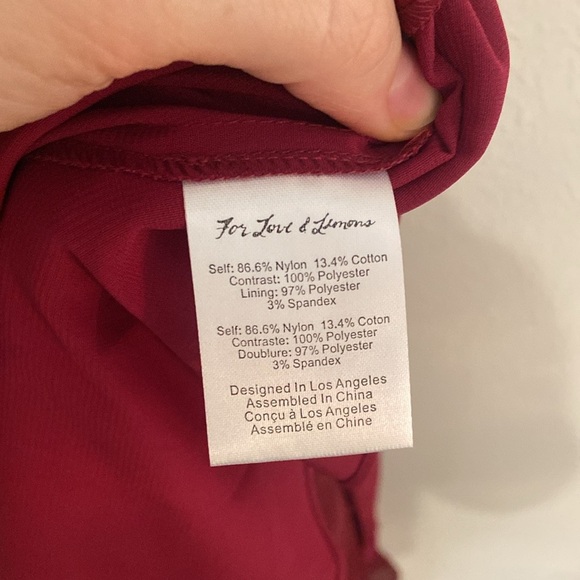 For Love & Lemons
Self: 86.6% Nylon 13.4% Cotton
Contrast: 100% Polyester
Lining: 97% Polyester
3% Spandex
Self: 86.6% Nylon 13.4% Coton
Contraste: 100% Polyester
Doublure: 97% Polyester
3% Spandex
Designed In Los Angeles
Assembled In China
Conçu à Los Angeles
Assemblé en Chine